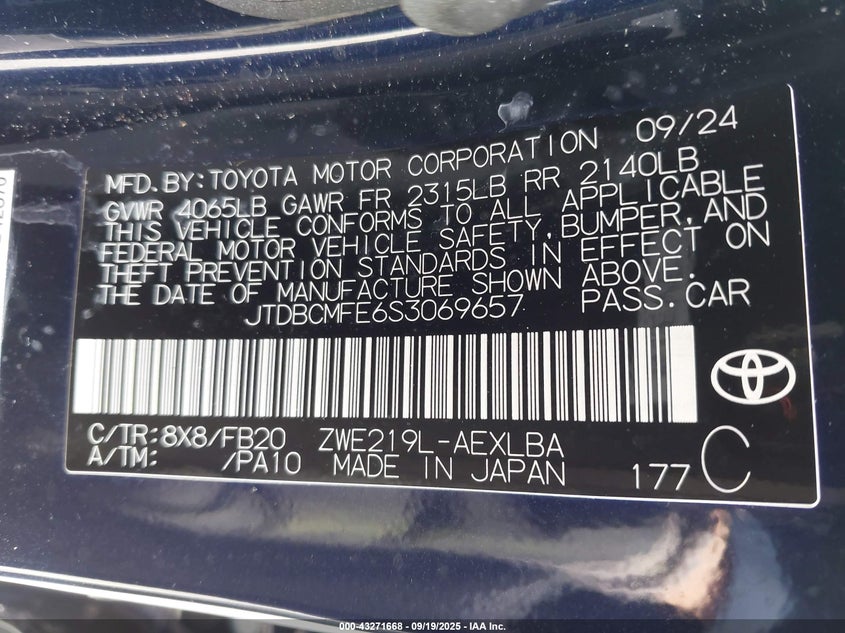 MFD.BY:TOYOTA MOTOR CORPORATION 09/24
GVWR 4065LB GAWR FR 2315LB RR 2140LB
THIS VEHICLE CONFORMS TO ALL APPLICABLE
FEDERAL MOTOR VEHICLE SAFETY,BUMPER,AND
THEFT PREVENTION STANDARDS IN EFFECT ON
THE DATE OF MANUFACTURE SHOWN ABOVE.
JTDBCMFE6S3069657 PASS.CAR
C/TR:8X8/FB20 ZWE219L-AEXLBA
A/TM: /PA10 MADE IN JAPAN 177 C
000-43271668 - 09/19/2025 - IAA Inc.